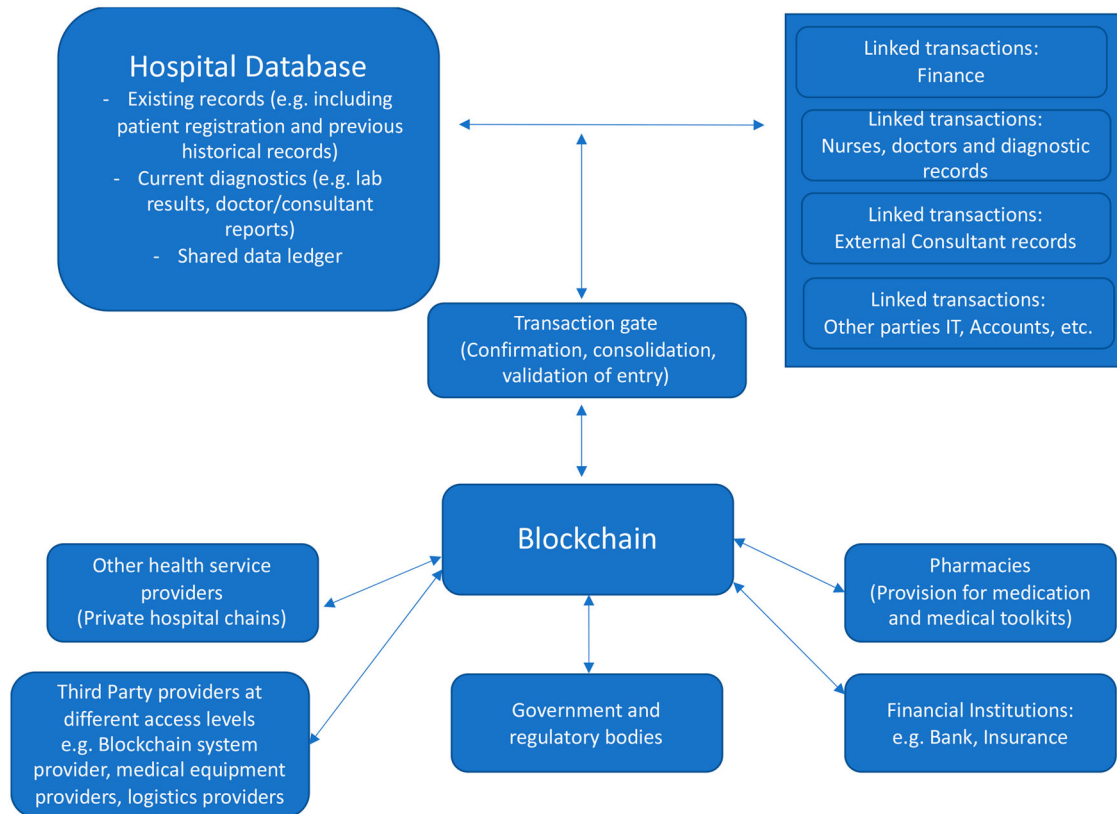 Hospital Database
- Existing records (e.g. including
patient registration and previous
historical records)
- Current diagnostics (e.g. lab
results, doctor/consultant
reports)
- Shared data ledger
Linked transactions:
Finance
Linked transactions:
Nurses, doctors and diagnostic
records
Linked transactions:
External Consultant records
Linked transactions:
Other parties IT, Accounts, etc.
Transaction gate
(Confirmation, consolidation,
validation of entry)
Blockchain
Other health service
providers
(Private hospital chains)
Pharmacies
(Provision for medication
and medical toolkits)
Third Party providers at
different access levels
e.g. Blockchain system
provider, medical equipment
providers, logistics providers
Government and
regulatory bodies
Financial Institutions:
e.g. Bank, Insurance